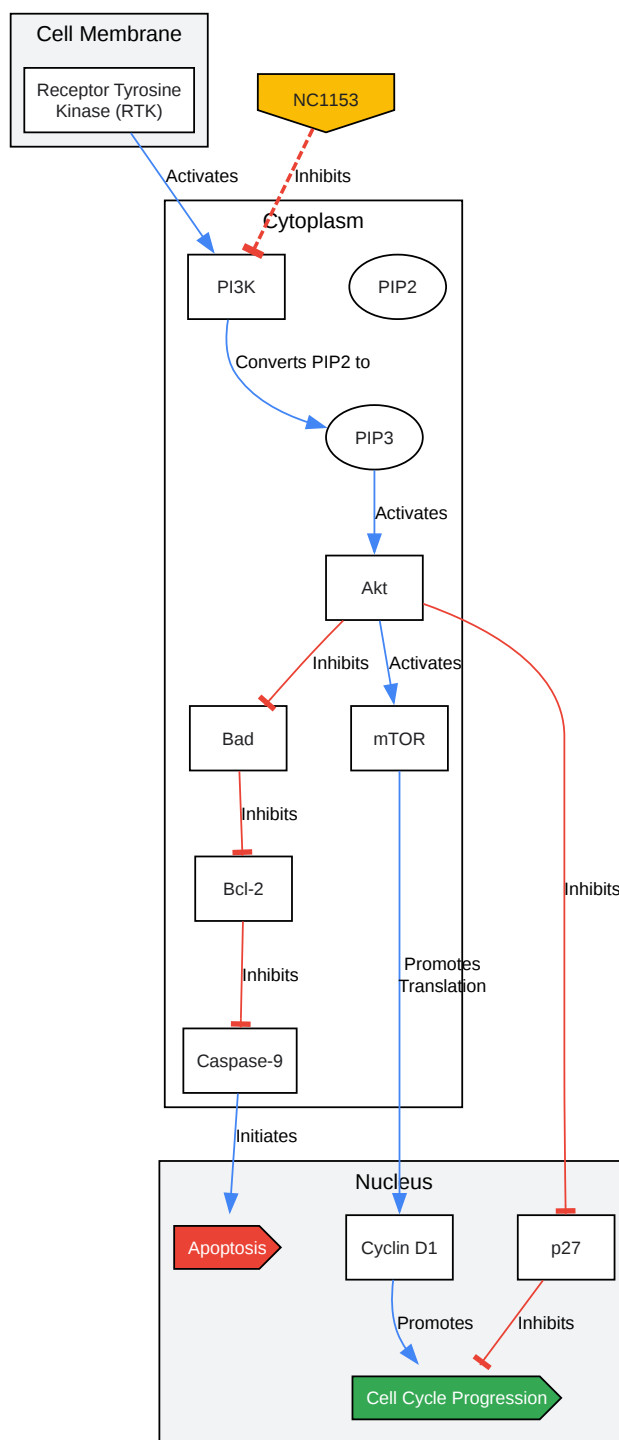 Cell Membrane
Receptor Tyrosine
Kinase (RTK)
NC1153
Activates
Inhibits
Cytoplasm
PI3K
PIP2
Converts PIP2 to
PIP3
Activates
Akt
Inhibits
Activates
Bad
mTOR
Inhibits
Bcl-2
Inhibits
Inhibits
Promotes
Translation
Caspase-9
Initiates
Nucleus
Apoptosis
Cyclin D1
p27
Promotes
Inhibits
Cell Cycle Progression